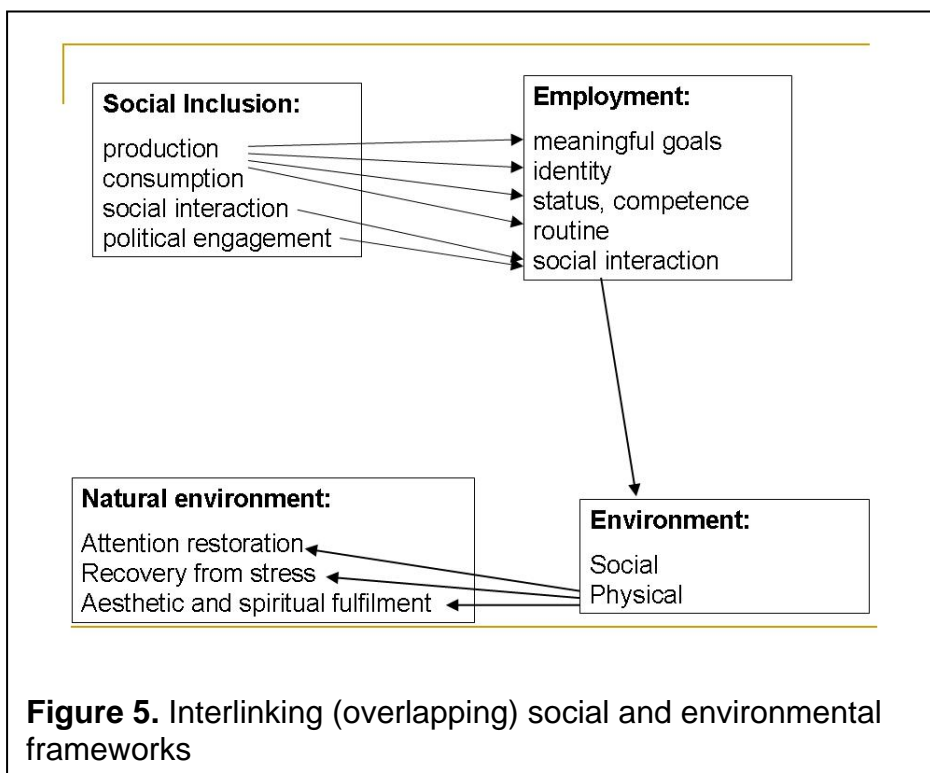 Social Inclusion:
production
consumption
social interaction
political engagement
Employment:
meaningful goals
identity
status, competence
routine
social interaction
Natural environment:
Attention restoration
Recovery from stress
Aesthetic and spiritual fulfilment
Environment:
Social
Physical
Figure 5. Interlinking (overlapping) social and environmental
frameworks